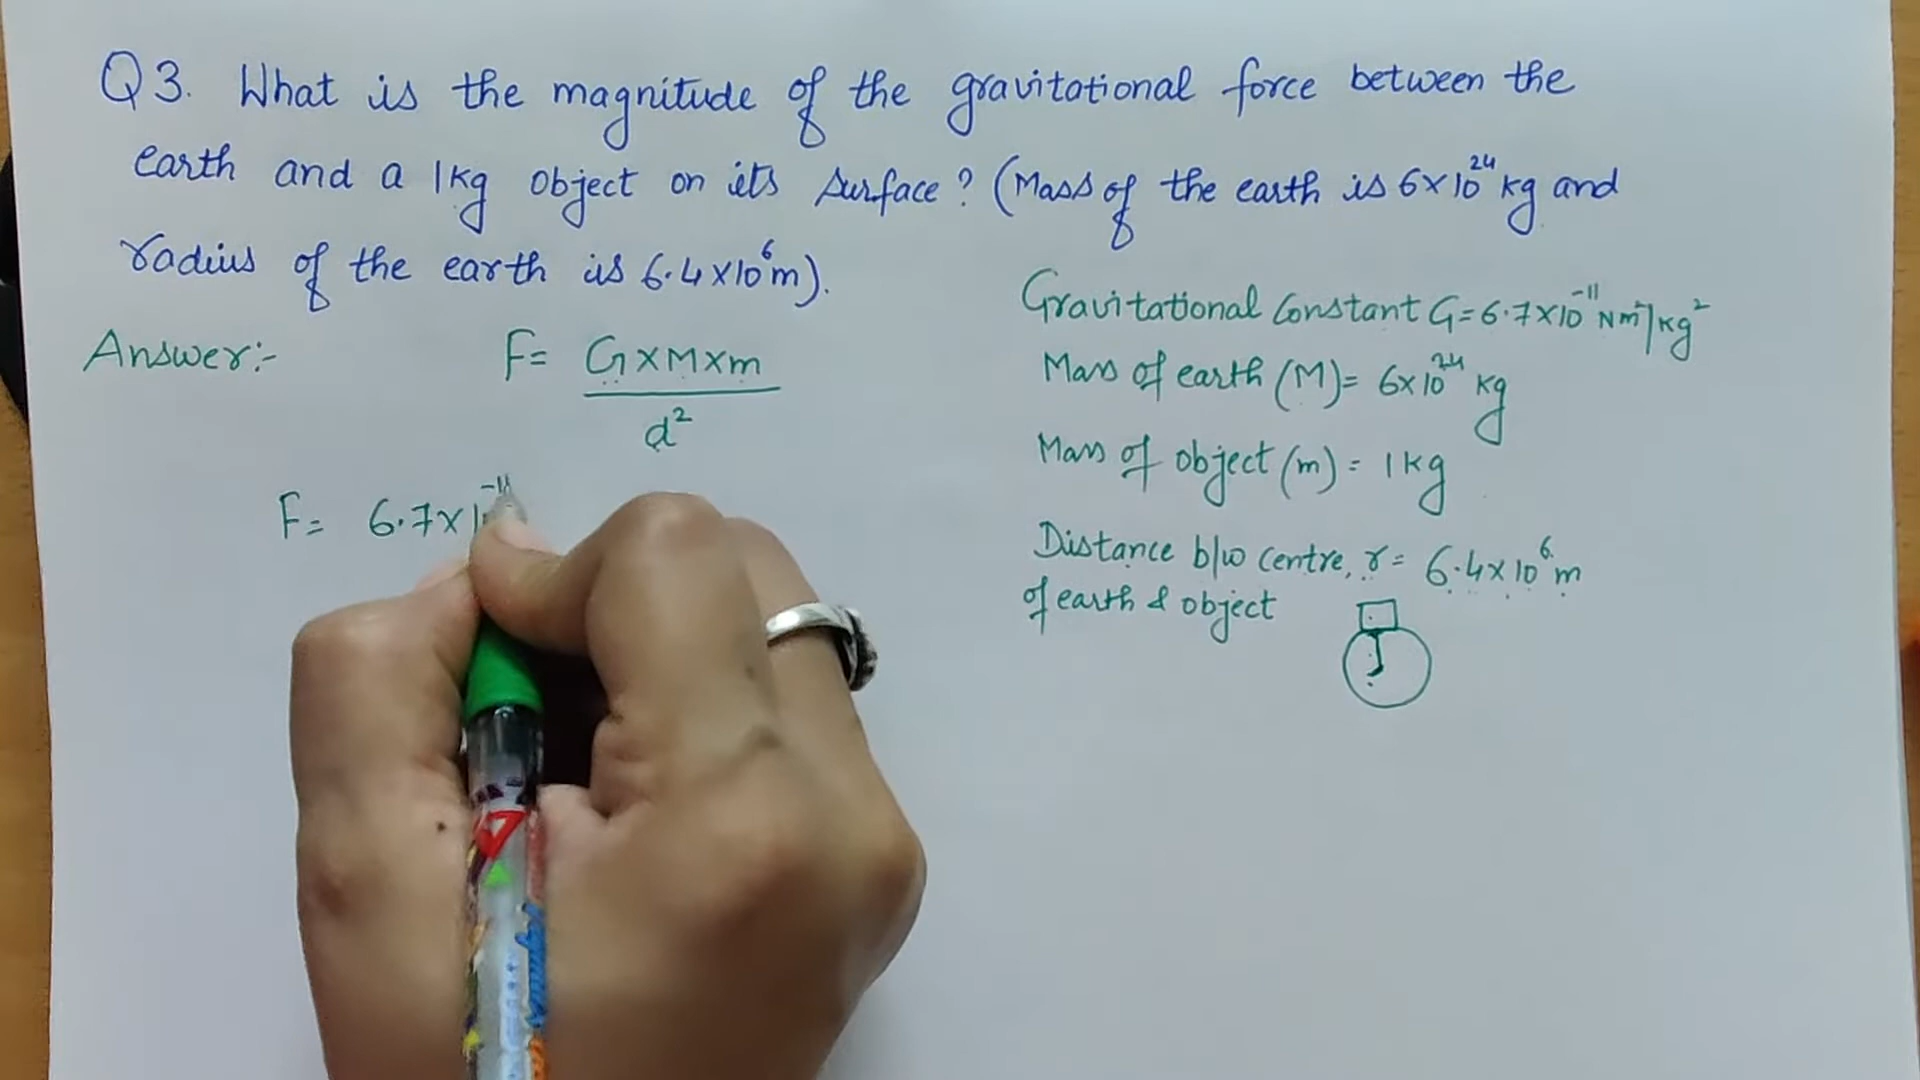 Q3. What is the magnitude of the gravitational force between the
earth and a 1kg object on its surface? (Mass of the earth is 6×10²⁴ kg and
radius of the earth is 6.4×10⁶m).
Answer:-
F= G×M×m
d²
F= 6.7×1 ⁻¹¹
Gravitational Constant G=6.7×10⁻¹¹ Nm²/kg²
Mass of earth (M)= 6×10²⁴ kg
Mass of object (m) = 1kg
Distance b/w centre, r= 6.4×10⁶ m
of earth & object